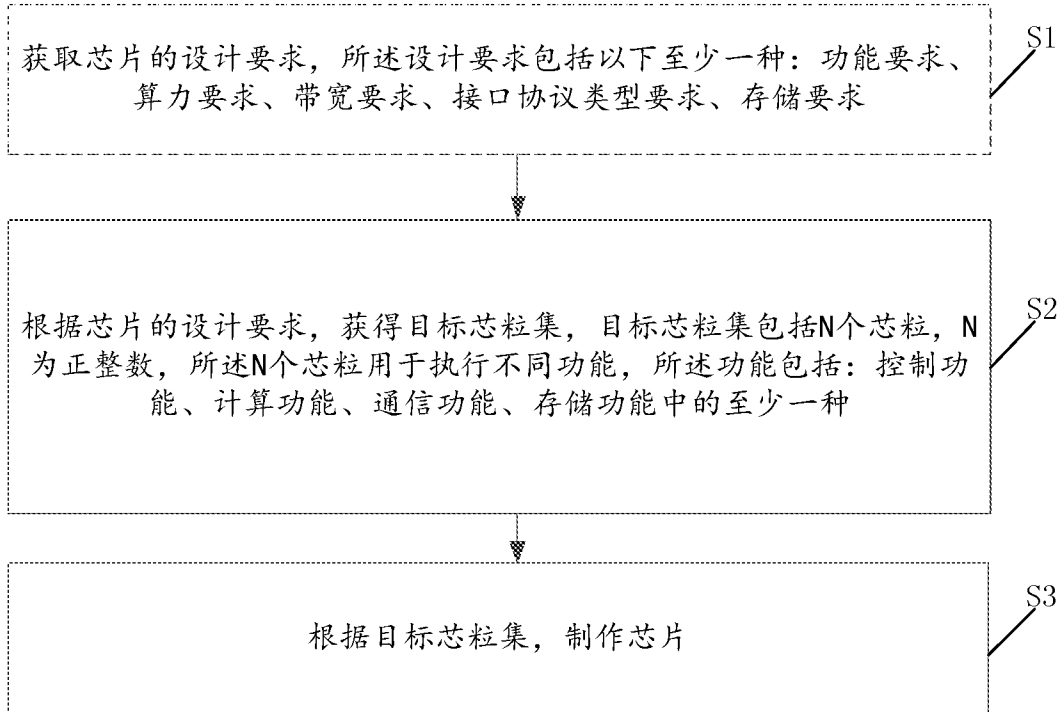 获取芯片的设计要求，所述设计要求包括以下至少一种：功能要求、
算力要求、带宽要求、接口协议类型要求、存储要求
S1
根据芯片的设计要求，获得目标芯粒集，目标芯粒集包括N个芯粒，N
为正整数，所述N个芯粒用于执行不同功能，所述功能包括：控制功
能、计算功能、通信功能、存储功能中的至少一种
S2
根据目标芯粒集，制作芯片
S3